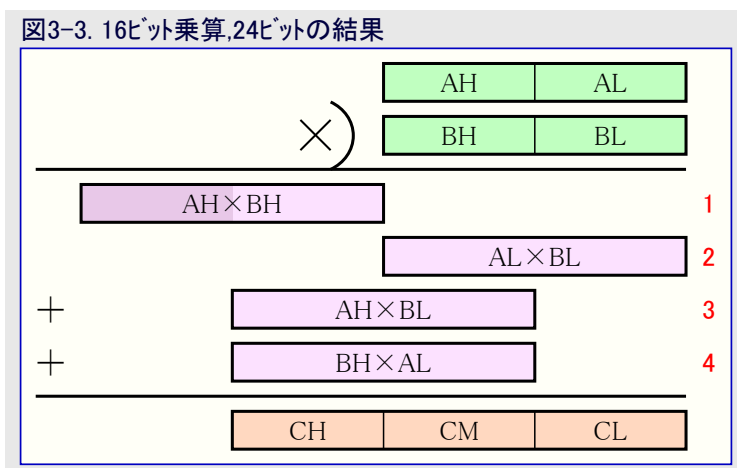 図3-3. 16ﾋﾞｯﾄ乗算,24ﾋﾞｯﾄの結果
AH AL
×) BH BL
AH×BH 1
AL×BL 2
+ AH×BL 3
+ BH×AL 4
CH CM CL